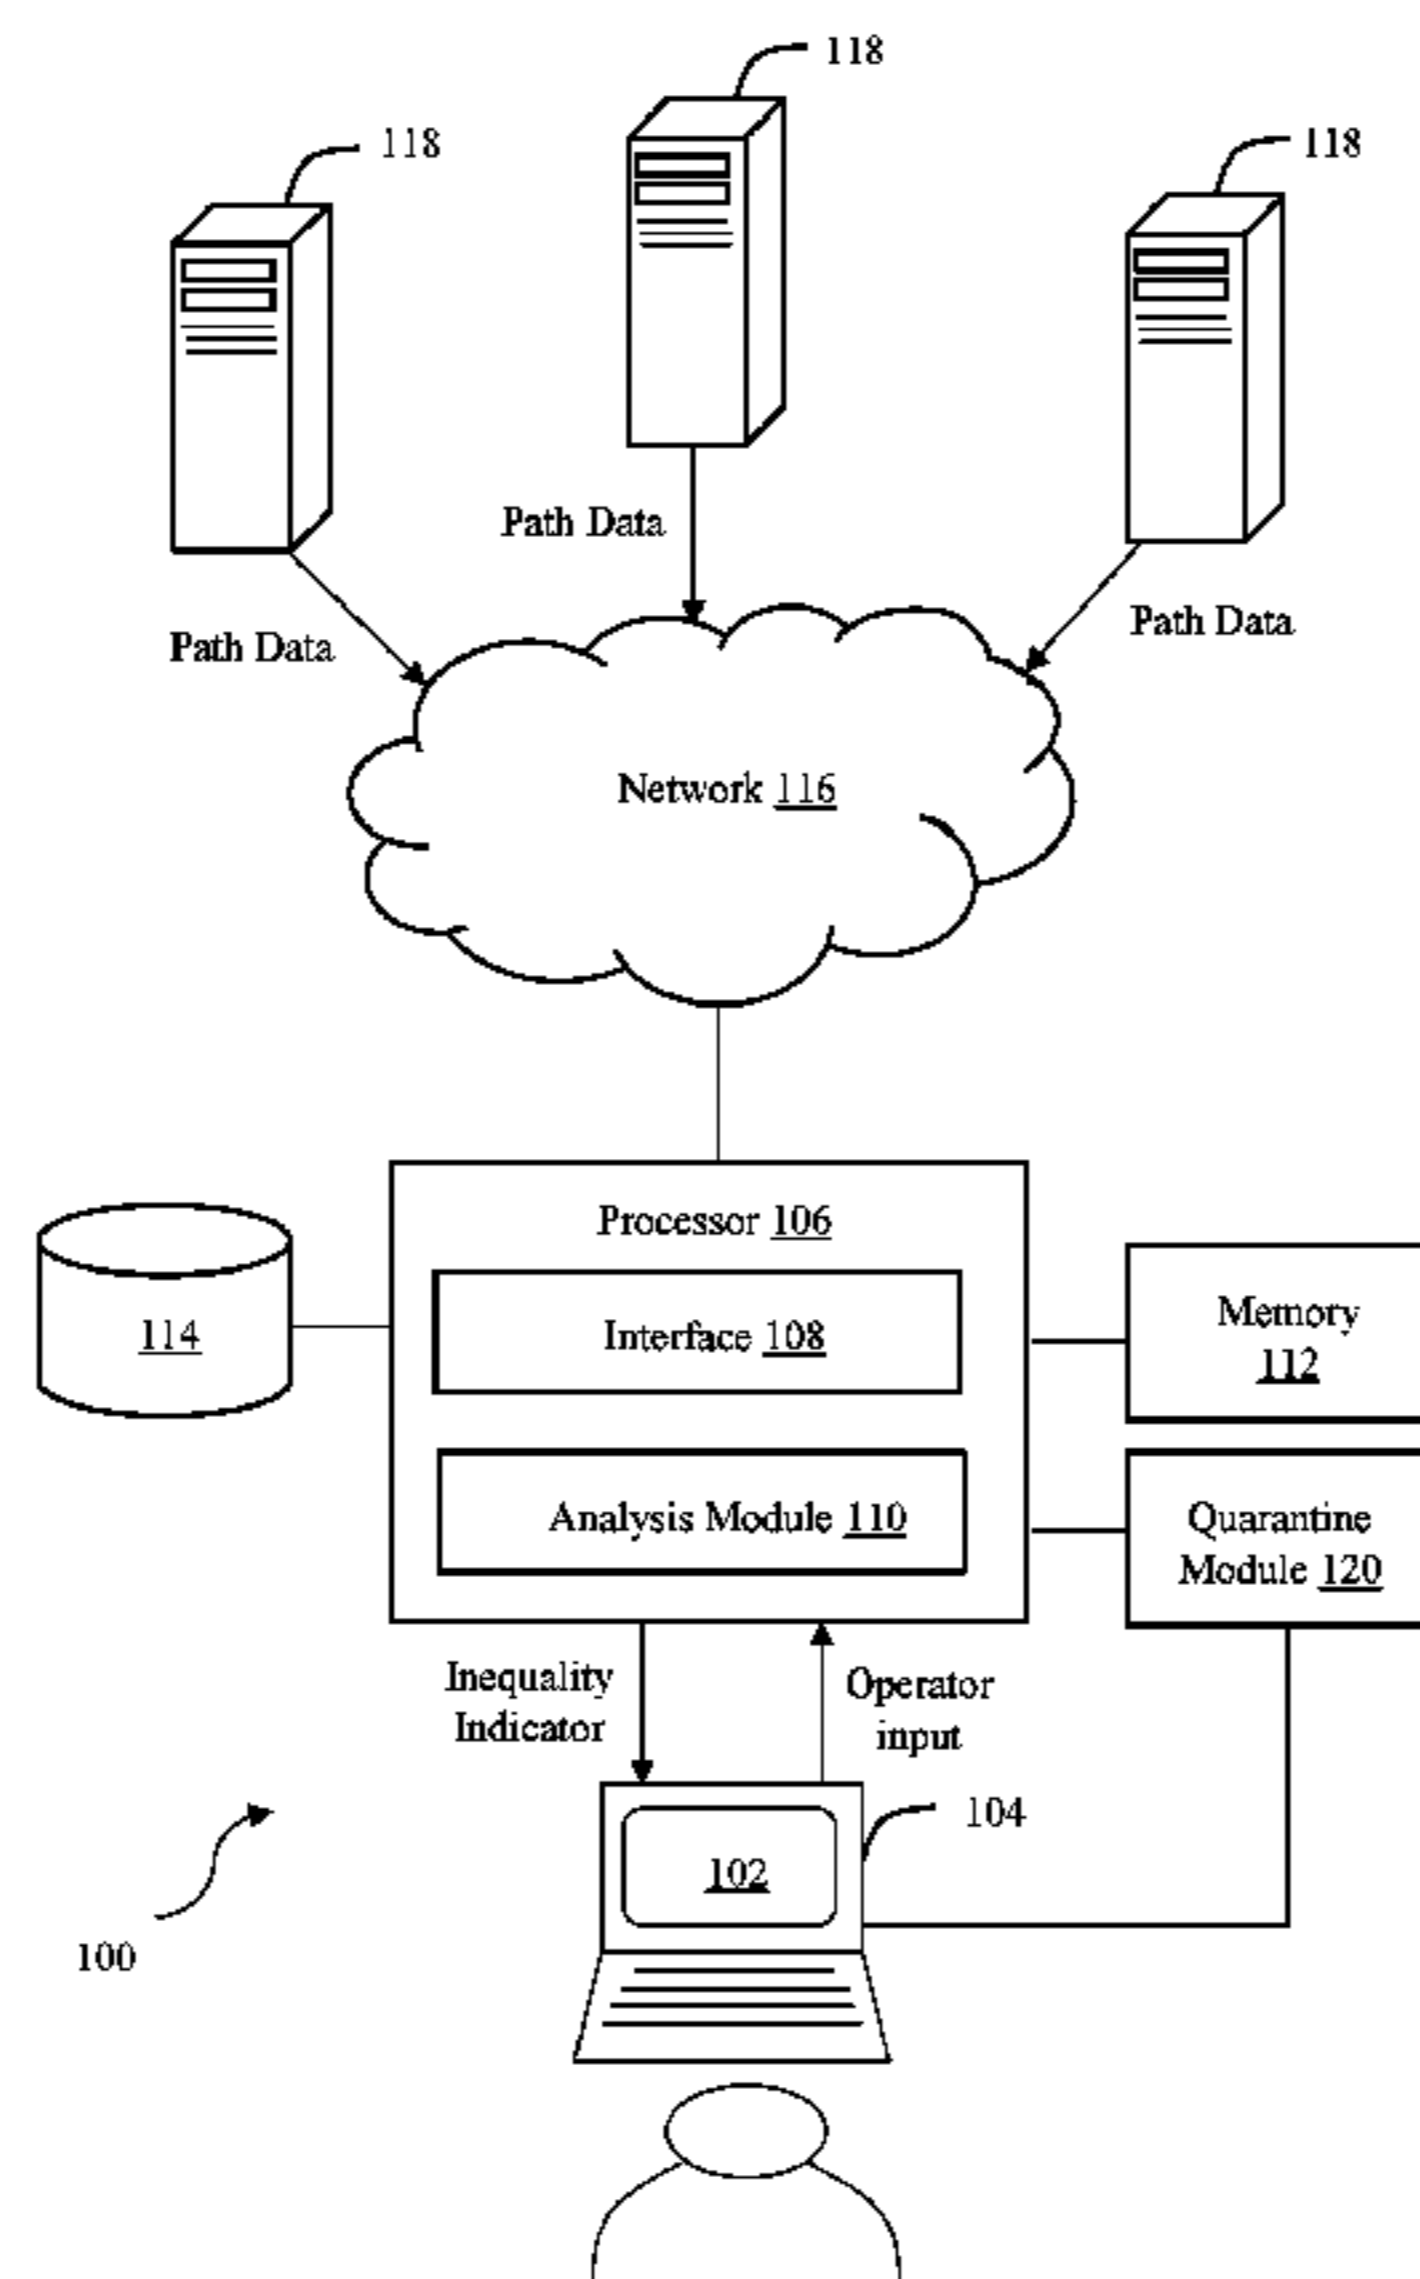 118
118
118
Path Data
Path Data
Path Data
Network 116
Processor 106
114
Interface 108
Memory
112
Analysis Module 110
Quarantine
Module 120
Inequality
Indicator
Operator
input
104
102
100